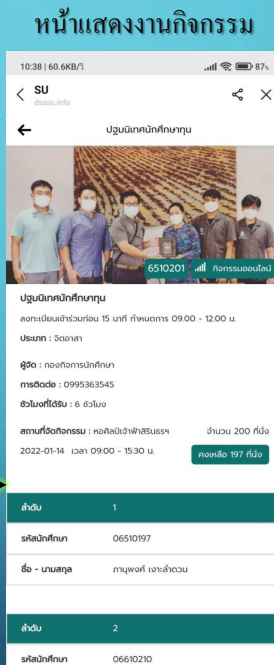 หน้าแสดงงานกิจกรรม
10:38 | 60.6KB/วิ
87%
SU
dsasu.info
ปฐมนิเทศนักศึกษาทุน
6510201
กิจกรรมออนไลน์
ปฐมนิเทศนักศึกษาทุน
ลงทะเบียนเข้าร่วมก่อน 15 นาที กำหนดการ 09.00 - 12.00 น.
ประเภท : จิตอาสา
ผู้จัด : กองกิจการนักศึกษา
การติดต่อ : 0995363545
ชั่วโมงที่ได้รับ : 6 ชั่วโมง
สถานที่จัดกิจกรรม : หอศิลป์เจ้าฟ้าสิรินธรฯ จำนวน 200 ที่นั่ง
2022-01-14 เวลา 09:00 - 15:30 น. คงเหลือ 197 ที่นั่ง
ลำดับ 1
รหัสนักศึกษา 06510197
ชื่อ - นามสกุล ภานุพงศ์ เงาะลำดวน
ลำดับ 2
รหัสนักศึกษา 06610210